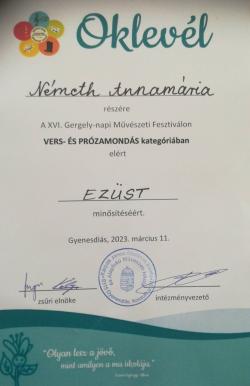 Oklevél
Németh Annamária
részére
A XVI. Gergely-napi Művészeti Fesztiválon
VERS- ÉS PRÓZAMONDÁS kategóriában
elért
EZÜST
minősítéséért.
Gyenesdiás, 2023. március 11.
zsűri elnöke
intézményvezető
"Olyan lesz a jövő,
mint amilyen a ma iskolája."